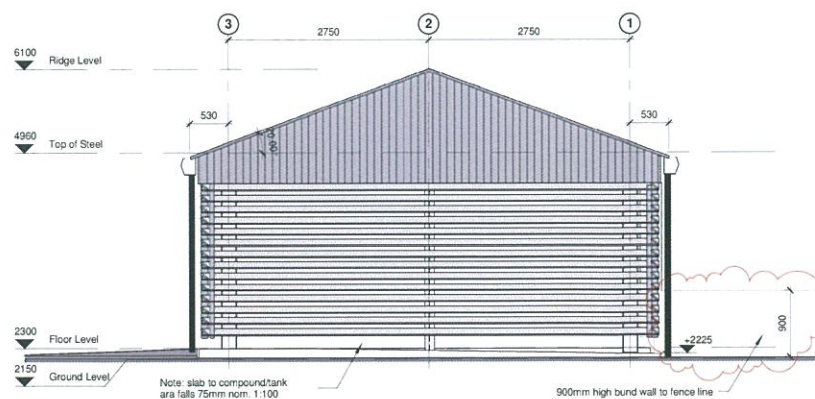 3
2
1
2750
2750
6100
Ridge Level
530
530
4960
Top of Steel
900
2300
Floor Level
+2225
2150
Ground Level
Note: slab to compound/tank
ara falls 75mm nom. 1:100
900mm high bund wall to fence line